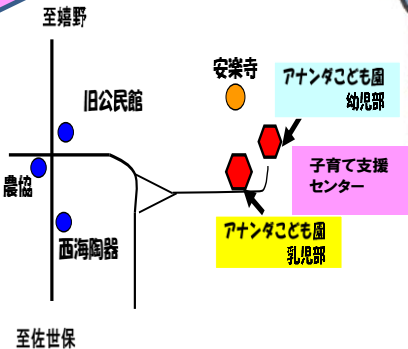 至嬉野
安楽寺
アナンダこども園
幼児部
旧公民館
子育て支援
センター
農協
アナンダこども園
乳児部
西海陶器
至佐世保